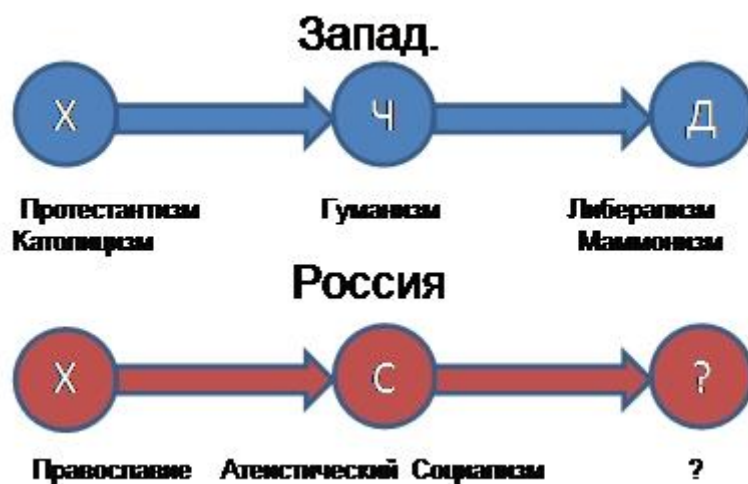 Запад.
Х Ч Д
Протестантизм Гуманизм Либерализм
Католицизм Маммонизм
Россия
Х С ?
Православие Атеистический Социализм ?